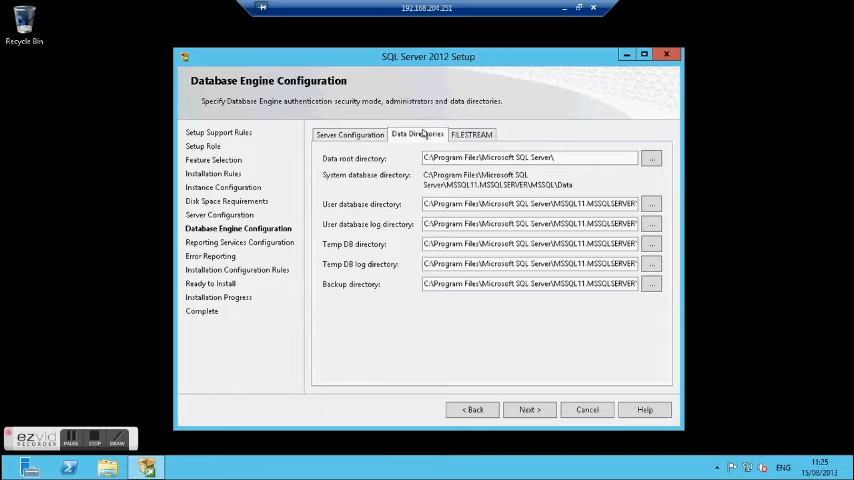 192.168.204.251
Recycle Bin
SQL Server 2012 Setup
Database Engine Configuration
Specify Database Engine authentication security mode, administrators and data directories.
Setup Support Rules
Setup Role
Feature Selection
Installation Rules
Instance Configuration
Disk Space Requirements
Server Configuration
Database Engine Configuration
Reporting Services Configuration
Error Reporting
Installation Configuration Rules
Ready to Install
Installation Progress
Complete
Server Configuration Data Directories FILESTREAM
Data root directory: C:\Program Files\Microsoft SQL Server\ ...
System database directory: C:\Program Files\Microsoft SQL
Server\MSSQL11.MSSQLSERVER\MSSQL\Data
User database directory: C:\Program Files\Microsoft SQL Server\MSSQL11.MSSQLSERVER\ ...
User database log directory: C:\Program Files\Microsoft SQL Server\MSSQL11.MSSQLSERVER\ ...
Temp DB directory: C:\Program Files\Microsoft SQL Server\MSSQL11.MSSQLSERVER\ ...
Temp DB log directory: C:\Program Files\Microsoft SQL Server\MSSQL11.MSSQLSERVER\ ...
Backup directory: C:\Program Files\Microsoft SQL Server\MSSQL11.MSSQLSERVER\ ...
< Back Next > Cancel Help
ezvid
RECORDER
PAUSE STOP DRAW
ENG
11:25
15/08/2013